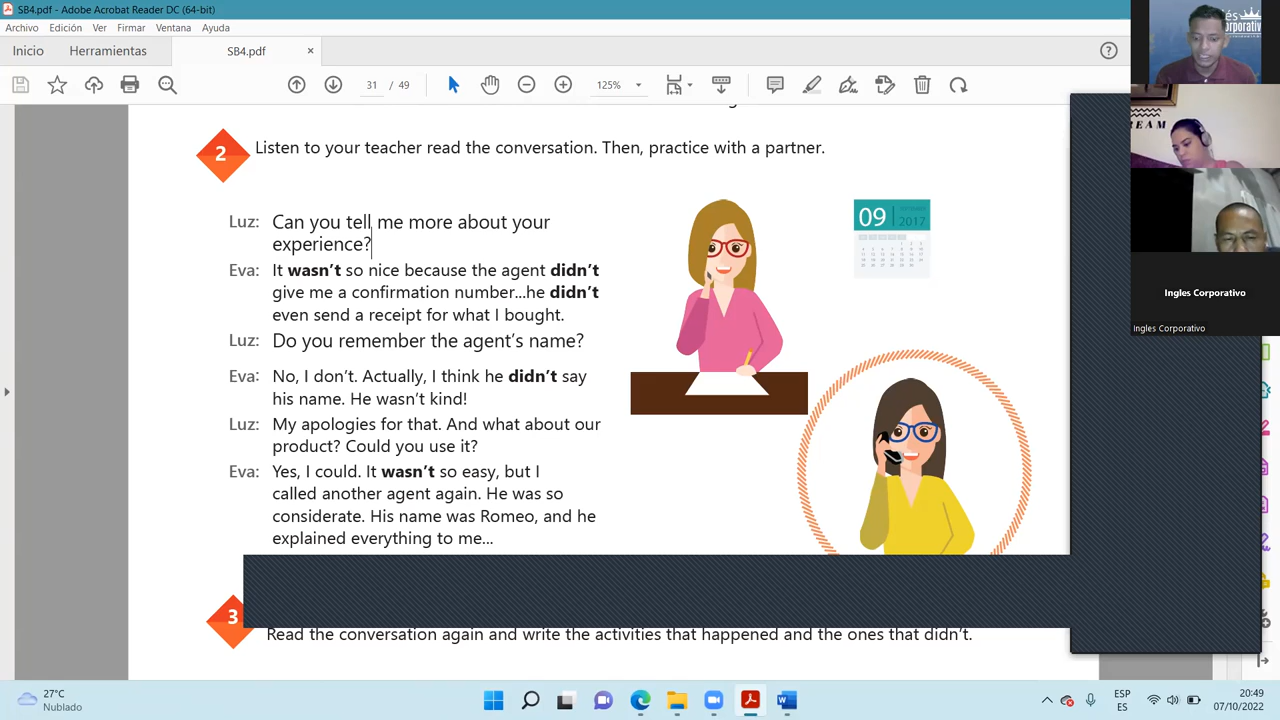 SB4.pdf - Adobe Acrobat Reader DC (64-bit)
Archivo Edición Ver Firmar Ventana Ayuda
Inicio Herramientas SB4.pdf ×
31 / 49 125%
2 Listen to your teacher read the conversation. Then, practice with a partner.
Luz: Can you tell me more about your
experience?
Eva: It wasn't so nice because the agent didn't
give me a confirmation number...he didn't
even send a receipt for what I bought.
Luz: Do you remember the agent's name?
Eva: No, I don't. Actually, I think he didn't say
his name. He wasn't kind!
Luz: My apologies for that. And what about our
product? Could you use it?
Eva: Yes, I could. It wasn't so easy, but I
called another agent again. He was so
considerate. His name was Romeo, and he
explained everything to me...
09 2017
3
Read the conversation again and write the activities that happened and the ones that didn't.
Ingles Corporativo
Ingles Corporativo
27°C
Nublado
ESP
ES
20:49
07/10/2022